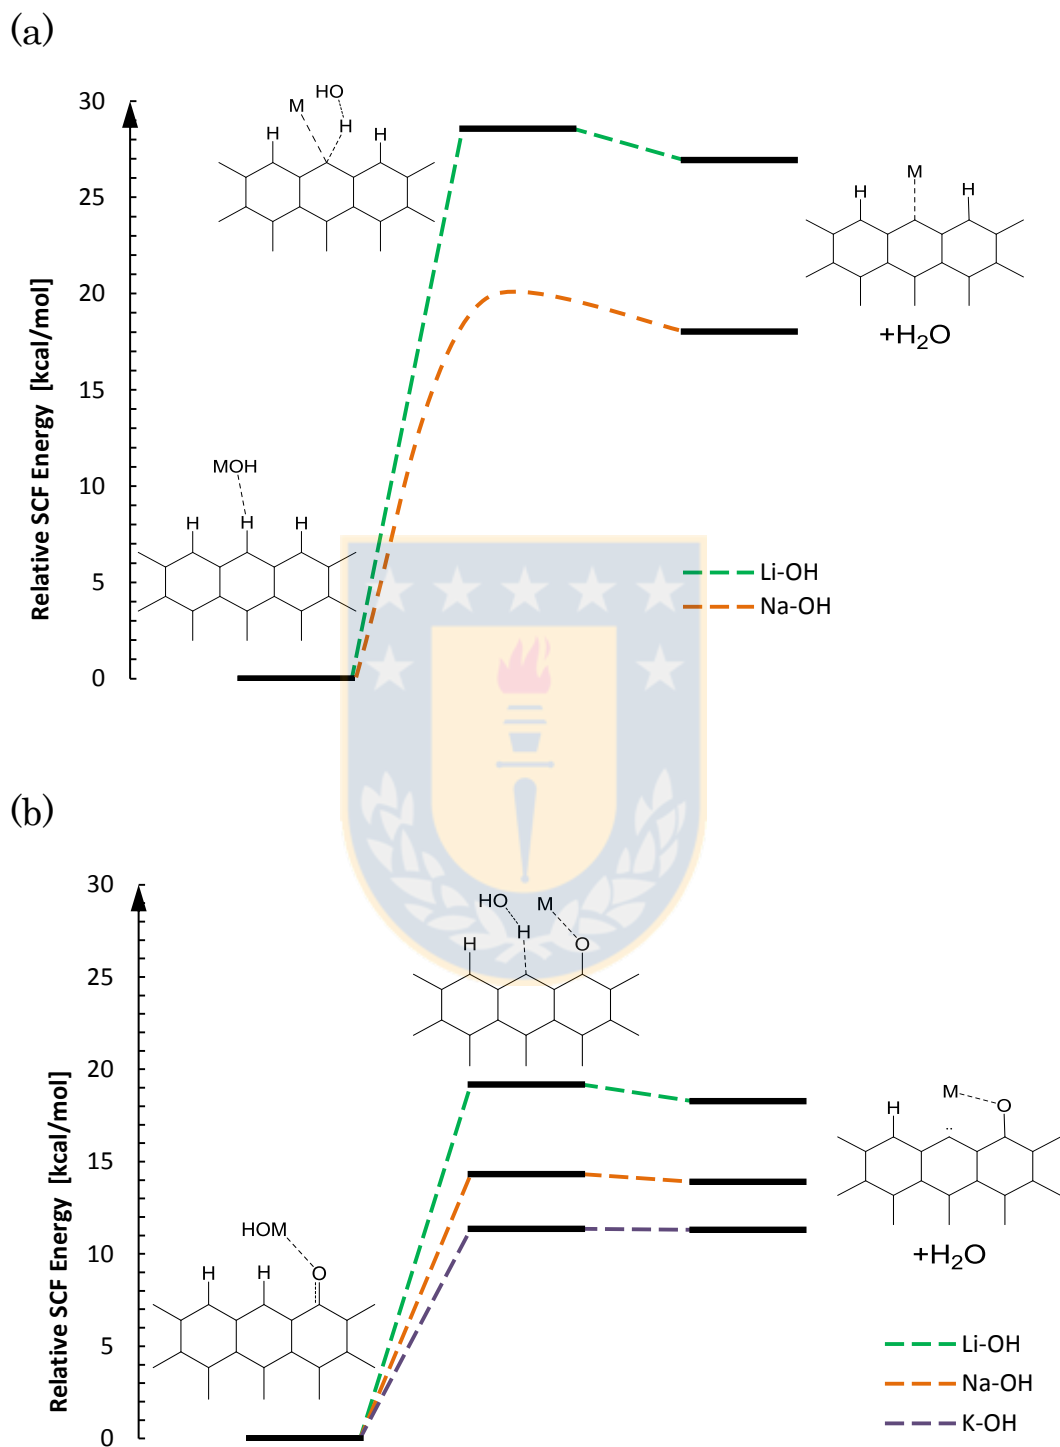 (a)
30
25
20
15
10
5
0
Relative SCF Energy [kcal/mol]
HO
M
H
H
H
M
H
H
+H₂O
MOH
H
H
H
Li-OH
Na-OH
(b)
30
25
20
15
10
5
0
Relative SCF Energy [kcal/mol]
HO
M
H
H
O
M
H
O
+H₂O
HOM
H
H
O
Li-OH
Na-OH
K-OH